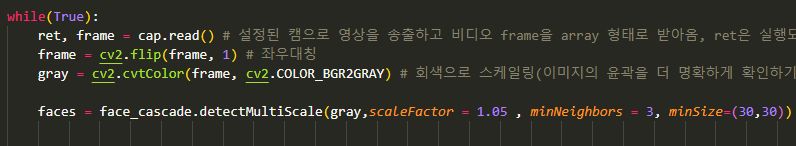 while(True):
ret, frame = cap.read() # 설정된 캠으로 영상을 송출하고 비디오 frame을 array 형태로 받아옴, ret은 실행되
frame = cv2.flip(frame, 1) # 좌우대칭
gray = cv2.cvtColor(frame, cv2.COLOR_BGR2GRAY) # 회색으로 스케일링(이미지의 윤곽을 더 명확하게 확인하기
faces = face_cascade.detectMultiScale(gray,scaleFactor = 1.05 , minNeighbors = 3, minSize=(30,30))